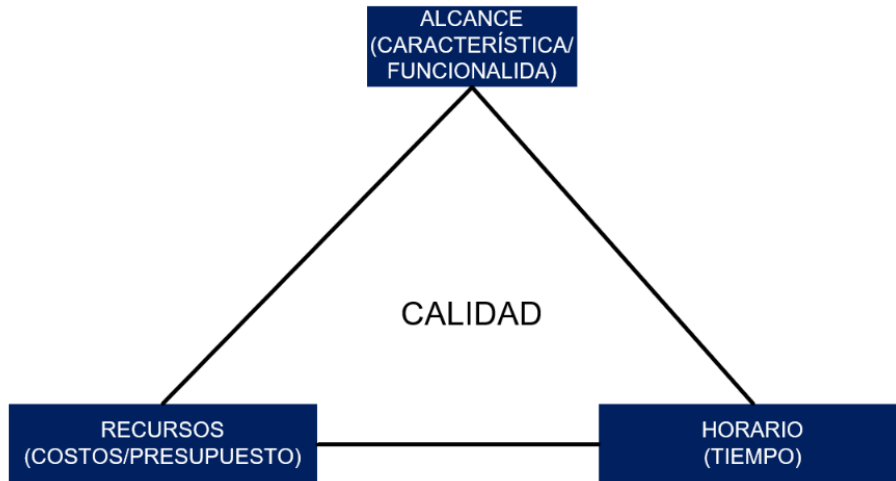 ALCANCE
(CARACTERÍSTICA/
FUNCIONALIDA)
CALIDAD
RECURSOS
(COSTOS/PRESUPUESTO)
HORARIO
(TIEMPO)